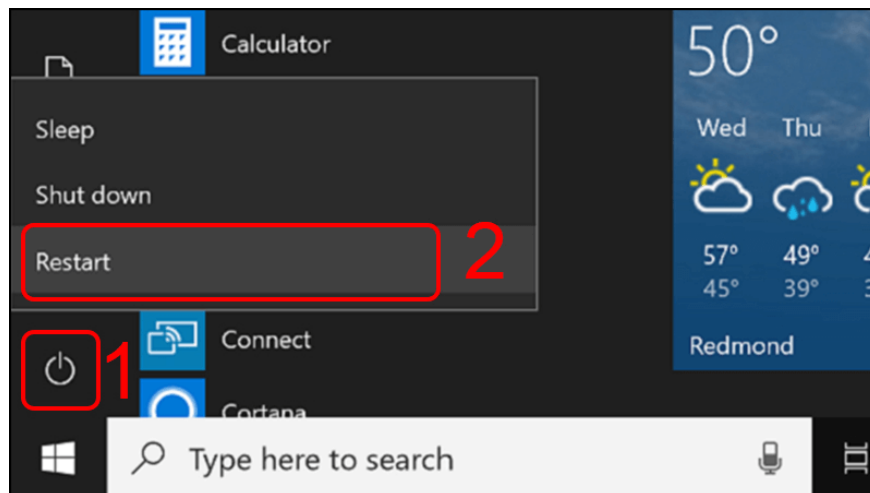 Calculator
Sleep
Shut down
Restart
2
1
Connect
Cortana
Type here to search
50°
Wed Thu
57° 49°
45° 39°
Redmond